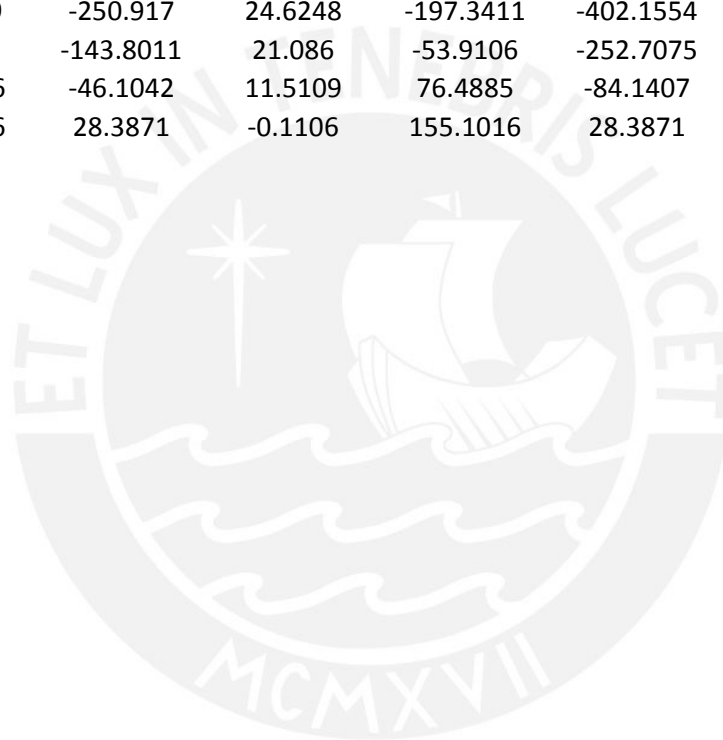 -250.917 24.6248 -197.3411 -402.1554
-143.8011 21.086 -53.9106 -252.7075
6 -46.1042 11.5109 76.4885 -84.1407
6 28.3871 -0.1106 155.1016 28.3871
ET LUX IN TENEBRIS LUCET
MCMXVII